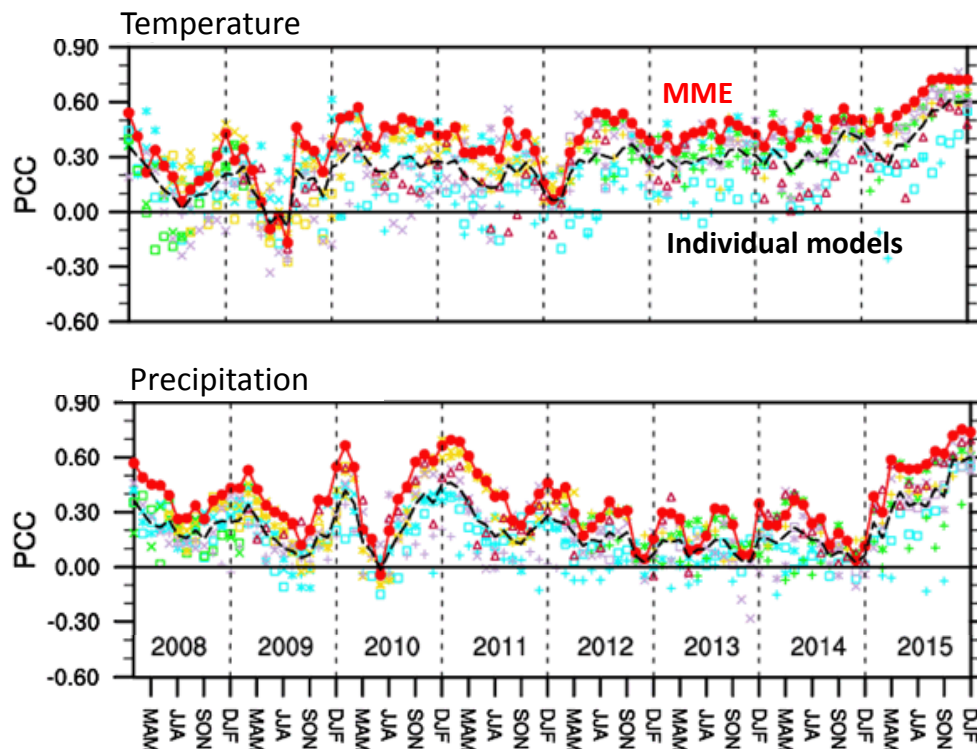 Temperature
0.90
0.60
0.30
0.00
-0.30
-0.60
PCC
MME
Individual models
Precipitation
0.90
0.60
0.30
0.00
-0.30
-0.60
PCC
2008 2009 2010 2011 2012 2013 2014 2015
MAM JJA SON DJF MAM JJA SON DJF MAM JJA SON DJF MAM JJA SON DJF MAM JJA SON DJF MAM JJA SON DJF MAM JJA SON DJF MAM JJA SON DJF